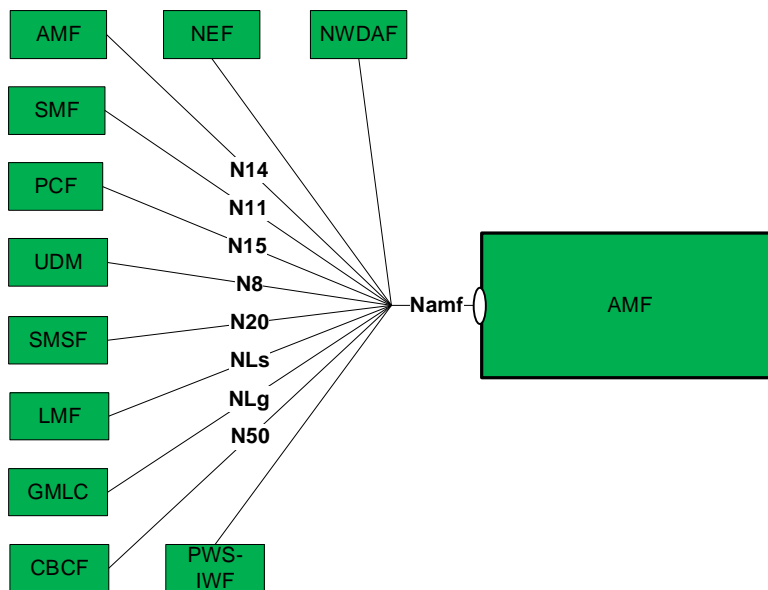 AMF
NEF
NWDAF
SMF
PCF
UDM
SMSF
LMF
GMLC
CBCF
PWS-
IWF
N14
N11
N15
N8
N20
NLs
NLg
N50
Namf
AMF